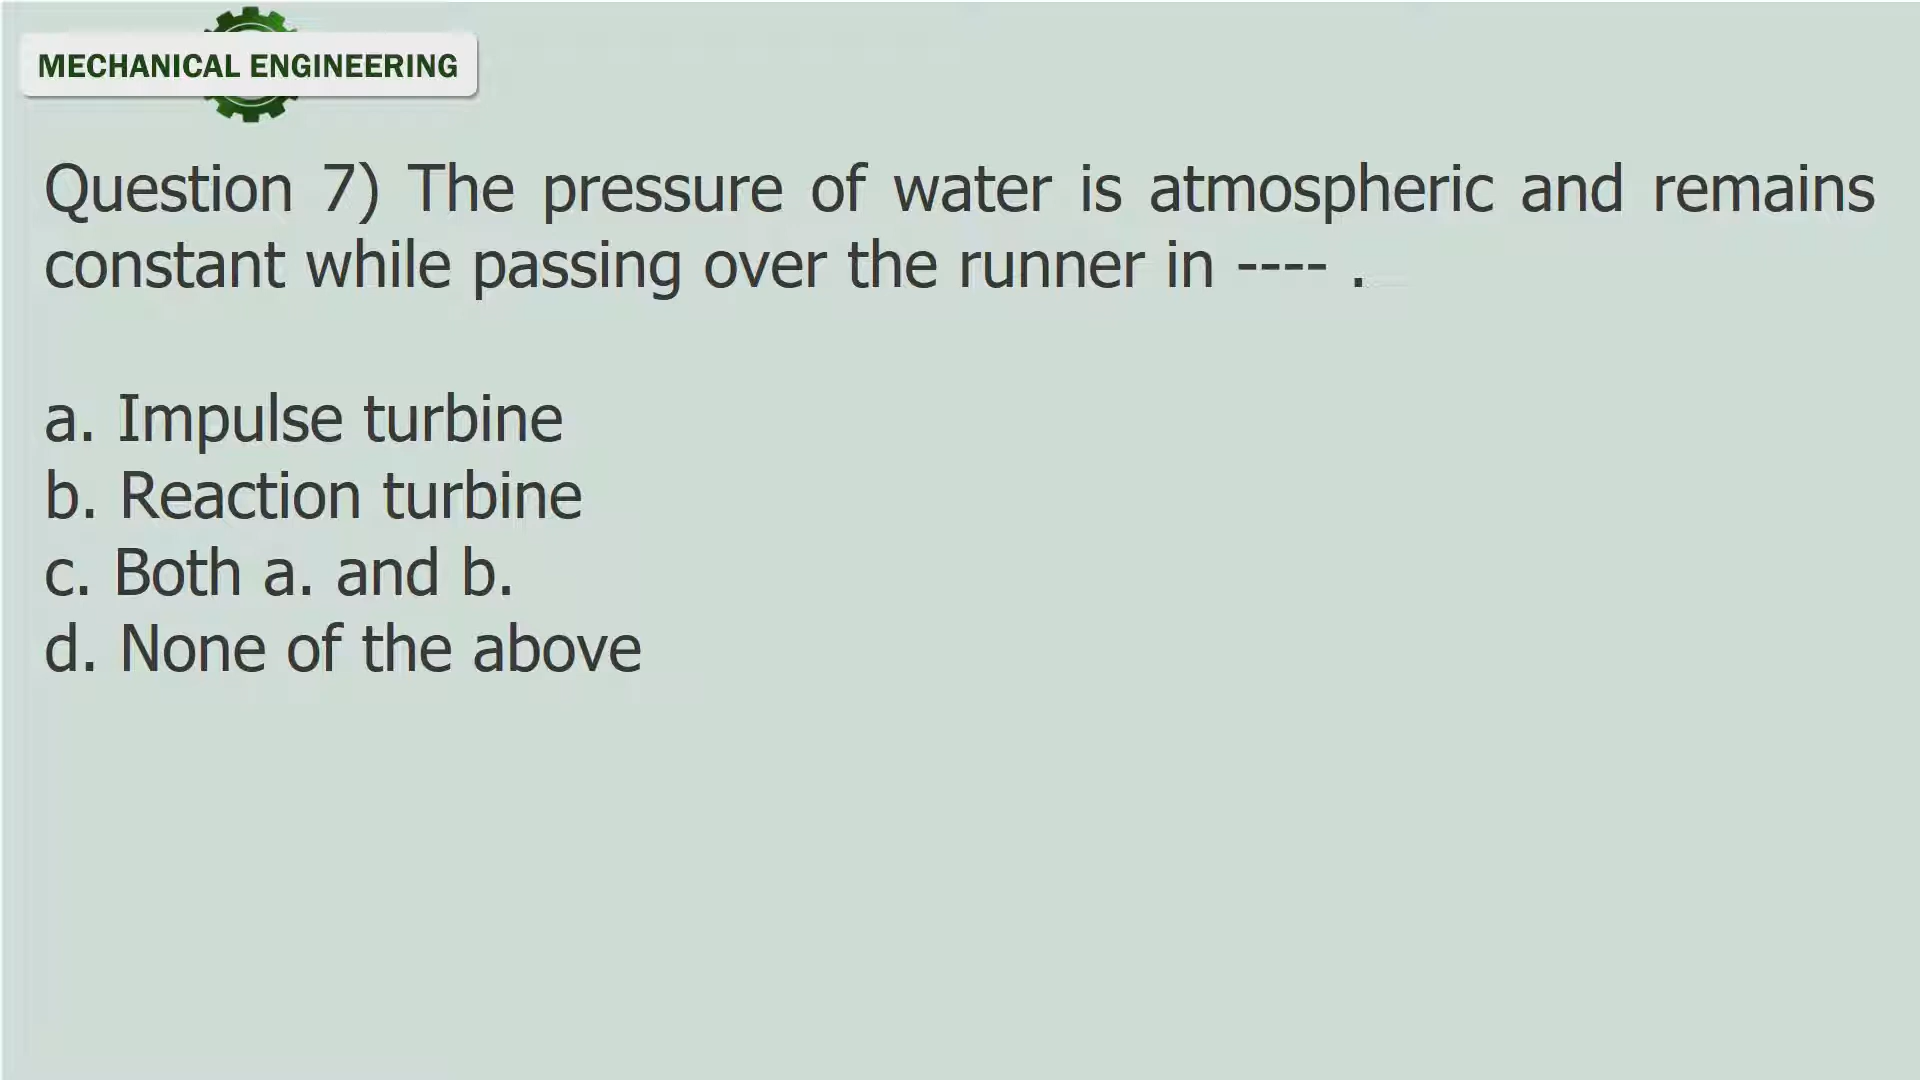 MECHANICAL ENGINEERING
Question 7) The pressure of water is atmospheric and remains
constant while passing over the runner in ---- .
a. Impulse turbine
b. Reaction turbine
c. Both a. and b.
d. None of the above